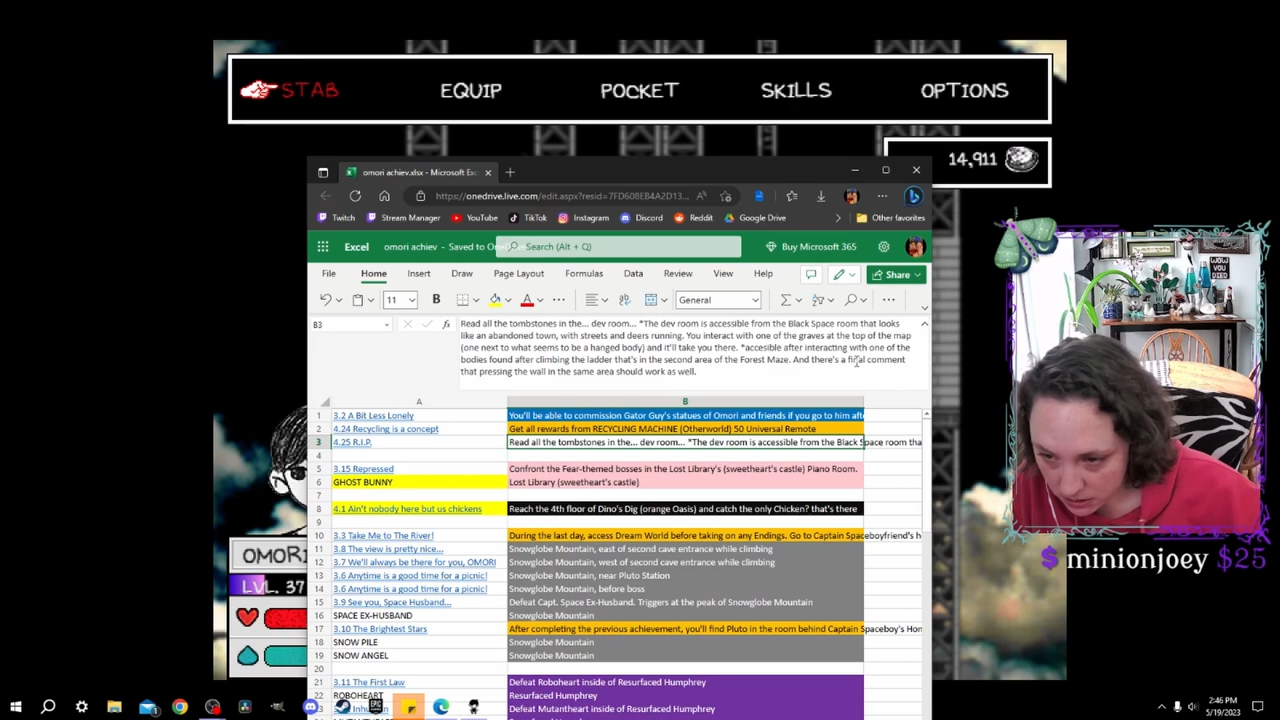 STAB EQUIP POCKET SKILLS OPTIONS
14,911
omori achiev.xlsx - Microsoft Exc
https://onedrive.live.com/edit.aspx?resid=7FD608EB4A2D13...
Twitch Stream Manager YouTube TikTok Instagram Discord Reddit Google Drive Other favorites
Excel omori achiev - Saved to One Search (Alt + Q) Buy Microsoft 365
File Home Insert Draw Page Layout Formulas Data Review View Help Share
11 B A General
B3 fx
Read all the tombstones in the... dev room... *The dev room is accessible from the Black Space room that looks
like an abandoned town, with streets and deers running. You interact with one of the graves at the top of the map
(one next to what seems to be a hanged body) and it'll take you there. *accesible after interacting with one of the
bodies found after climbing the ladder that's in the second area of the Forest Maze. And there's a final comment
that pressing the wall in the same area should work as well.
A B
1 3.2 A Bit Less Lonely You'll be able to commission Gator Guy's statues of Omori and friends if you go to him afte
2 4.24 Recycling is a concept Get all rewards from RECYCLING MACHINE (Otherworld) 50 Universal Remote
3 4.25 R.I.P. Read all the tombstones in the... dev room... *The dev room is accessible from the Black Space room tha
4
5 3.15 Repressed Confront the Fear-themed bosses in the Lost Library's (sweetheart's castle) Piano Room.
6 GHOST BUNNY Lost Library (sweetheart's castle)
7
8 4.1 Ain't nobody here but us chickens Reach the 4th floor of Dino's Dig (orange Oasis) and catch the only Chicken? that's there
9
10 3.3 Take Me to The River! During the last day, access Dream World before taking on any Endings. Go to Captain Spaceboyfriend's h
11 3.8 The view is pretty nice... Snowglobe Mountain, east of second cave entrance while climbing
12 3.7 We'll always be there for you, OMORI Snowglobe Mountain, west of second cave entrance while climbing
13 3.6 Anytime is a good time for a picnic! Snowglobe Mountain, near Pluto Station
14 3.6 Anytime is a good time for a picnic! Snowglobe Mountain, before boss
15 3.9 See you, Space Husband... Defeat Capt. Space Ex-Husband. Triggers at the peak of Snowglobe Mountain
16 SPACE EX-HUSBAND Snowglobe Mountain
17 3.10 The Brightest Stars After completing the previous achievement, you'll find Pluto in the room behind Captain Spaceboy's Hom
18 SNOW PILE Snowglobe Mountain
19 SNOW ANGEL Snowglobe Mountain
20
21 3.11 The First Law Defeat Roboheart inside of Resurfaced Humphrey
22 ROBOHEART Resurfaced Humphrey
23 Defeat Mutantheart inside of Resurfaced Humphrey
OMORI
LVL. 37
WOW
YOU
DIED
$ minionjoey $25
2:46 PM
5/19/2023